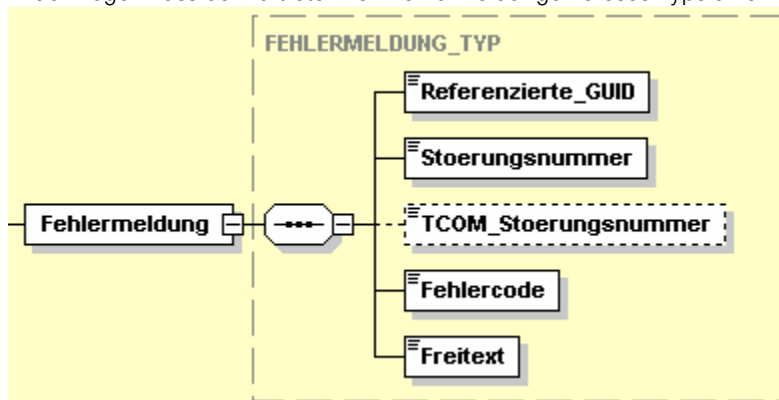 FEHLERMELDUNG_TYP
Referenzierte_GUID
Stoerungsnummer
Fehlermeldung
TCOM_Stoerungsnummer
Fehlercode
Freitext